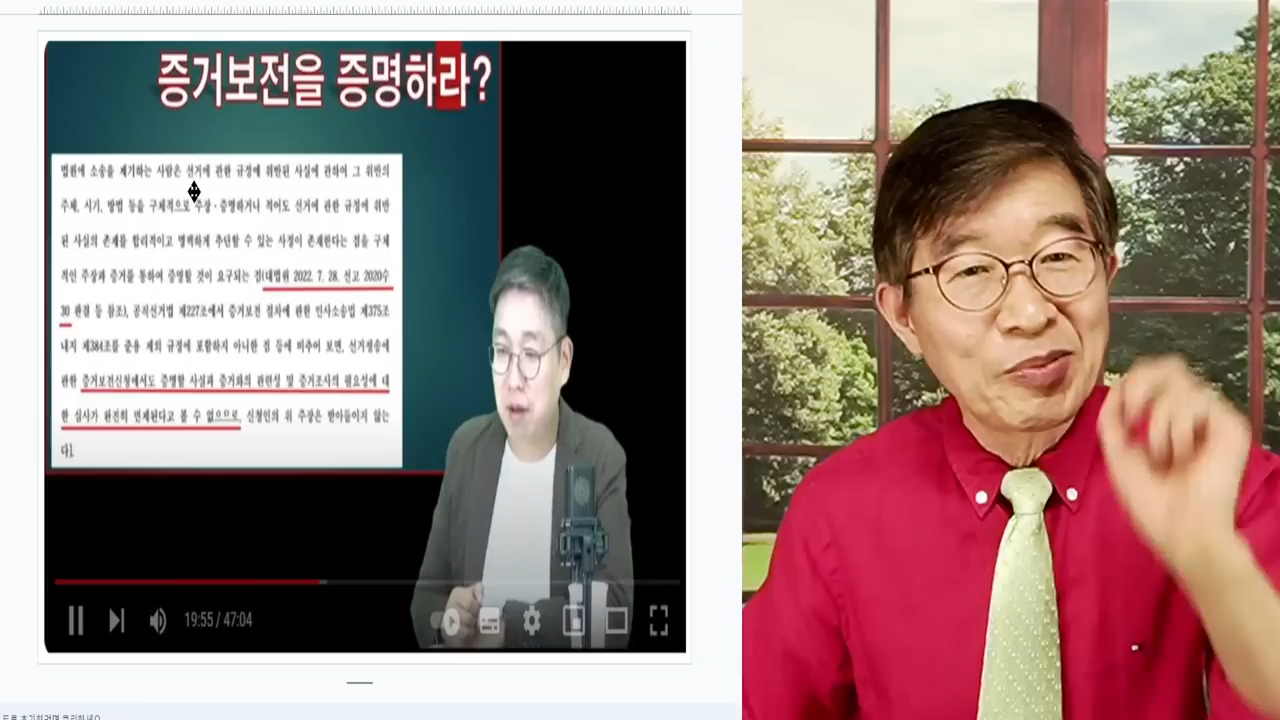 증거보전을 증명하라?
법원에 소송을 제기하는 사람은 선거에 관한 규정에 위반된 사실에 관하여 그 위반의
주체, 시기, 방법 등을 구체적으로 주장·증명하거나 적어도 선거에 관한 규정에 위반
된 사실의 존재를 합리적이고 명백하게 추단할 수 있는 사정이 존재한다는 점을 구체
적인 주장과 증거를 통하여 증명할 것이 요구되는 점(대법원 2022. 7. 28. 선고 2020수
30 판결 등 참조), 공직선거법 제227조에서 증거보전 절차에 관한 민사소송법 제375조
내지 제384조를 준용 제외 규정에 포함하지 아니한 점 등에 비추어 보면, 선거쟁송에
관한 증거보전신청에서도 증명할 사실과 증거와의 관련성 및 증거조사의 필요성에 대
한 심사가 완전히 면제된다고 볼 수 없으므로, 신청인의 위 주장은 받아들이지 않는
다].
19:55 / 47:04